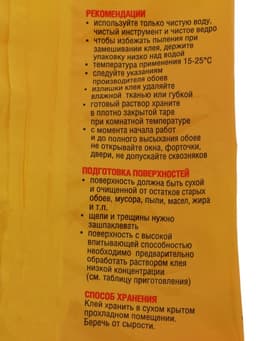 РЕКОМЕНДАЦИИ
• используйте только чистую воду,
чистый инструмент и чистое ведро
• чтобы избежать пыления при
замешивании клея, держите
упаковку низко над водой
• температура применения 15-25°С
• следуйте указаниям
производителя обоев
• излишки клея удаляйте
влажной тканью или губкой
• готовый раствор храните
в плотно закрытой таре
при комнатной температуре
• с момента начала работ
и до полного высыхания обоев
не открывайте окна, форточки,
двери, не допускайте сквозняков
ПОДГОТОВКА ПОВЕРХНОСТЕЙ
• поверхность должна быть сухой
и очищенной от остатков старых
обоев, мусора, пыли, масел, жира
и т.п.
• щели и трещины нужно
зашпаклевать
• поверхность с высокой
впитывающей способностью
необходимо предварительно
обработать раствором клея
низкой концентрации
(см. таблицу приготовления)
СПОСОБ ХРАНЕНИЯ
Клей хранить в сухом крытом
прохладном помещении.
Беречь от сырости.